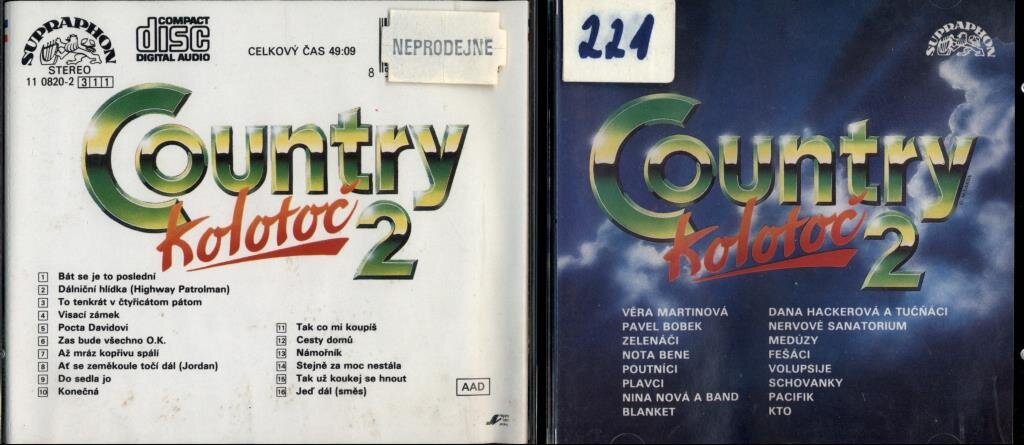 SUPRAPHON
STEREO
11 0820-2 311
COMPACT
disc
DIGITAL AUDIO
CELKOVÝ ČAS 49:09
NEPRODEJNÉ
8
Country
Kolotoč
2
1 Bát se je to poslední
2 Dálniční hlídka (Highway Patrolman)
3 To tenkrát v čtyřicátom pátom
4 Visací zámek
5 Pocta Davidovi
6 Zas bude všechno O.K.
7 Až mráz kopřivu spálí
8 Ať se zeměkoule točí dál (Jordan)
9 Do sedla jo
10 Konečná
11 Tak co mi koupíš
12 Cesty domů
13 Námořník
14 Stejně za moc nestála
15 Tak už koukej se hnout
16 Jeď dál (směs)
AAD
221
SUPRAPHON
Country
Kolotoč
2
VĚRA MARTINOVÁ
PAVEL BOBEK
ZELENÁČI
NOTA BENE
POUTNÍCI
PLAVCI
NINA NOVÁ A BAND
BLANKET
DANA HACKEROVÁ A TUČŇÁCI
NERVOVÉ SANATORIUM
MEDÚZY
FEŠÁCI
VOLUPSIJE
SCHOVANKY
PACIFIK
KTO